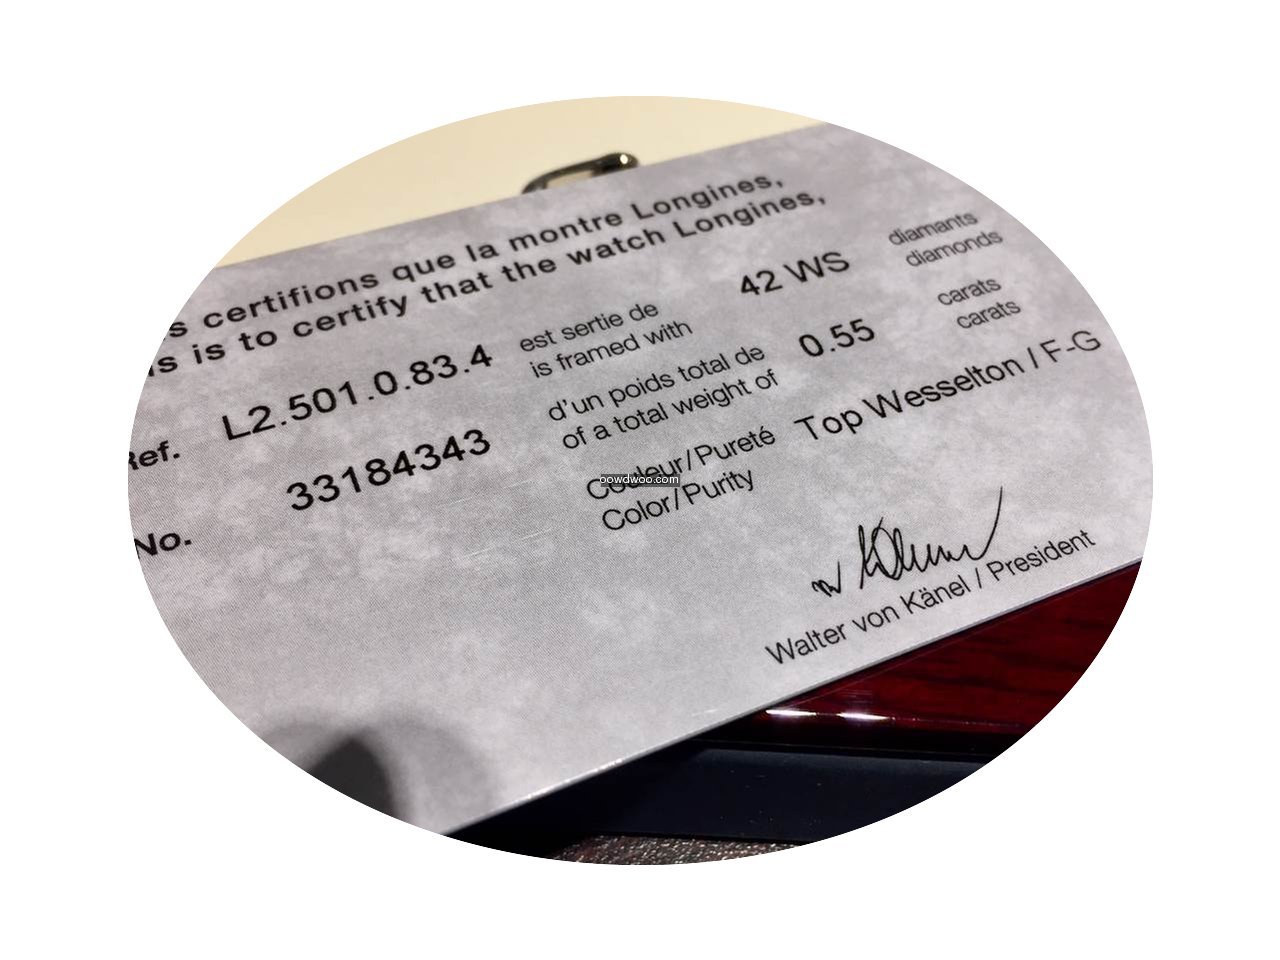 certifions que la montre Longines,
is to certify that the watch Longines,
Ref. L2.501.0.83.4
est sertie de
is framed with
42 WS
diamants
diamonds
No. 33184343
d'un poids total de
of a total weight of
0.55
carats
carats
Couleur/Pureté
Color/Purity
Top Wesselton / F-G
Walter von Känel / President
oowdwoo.com